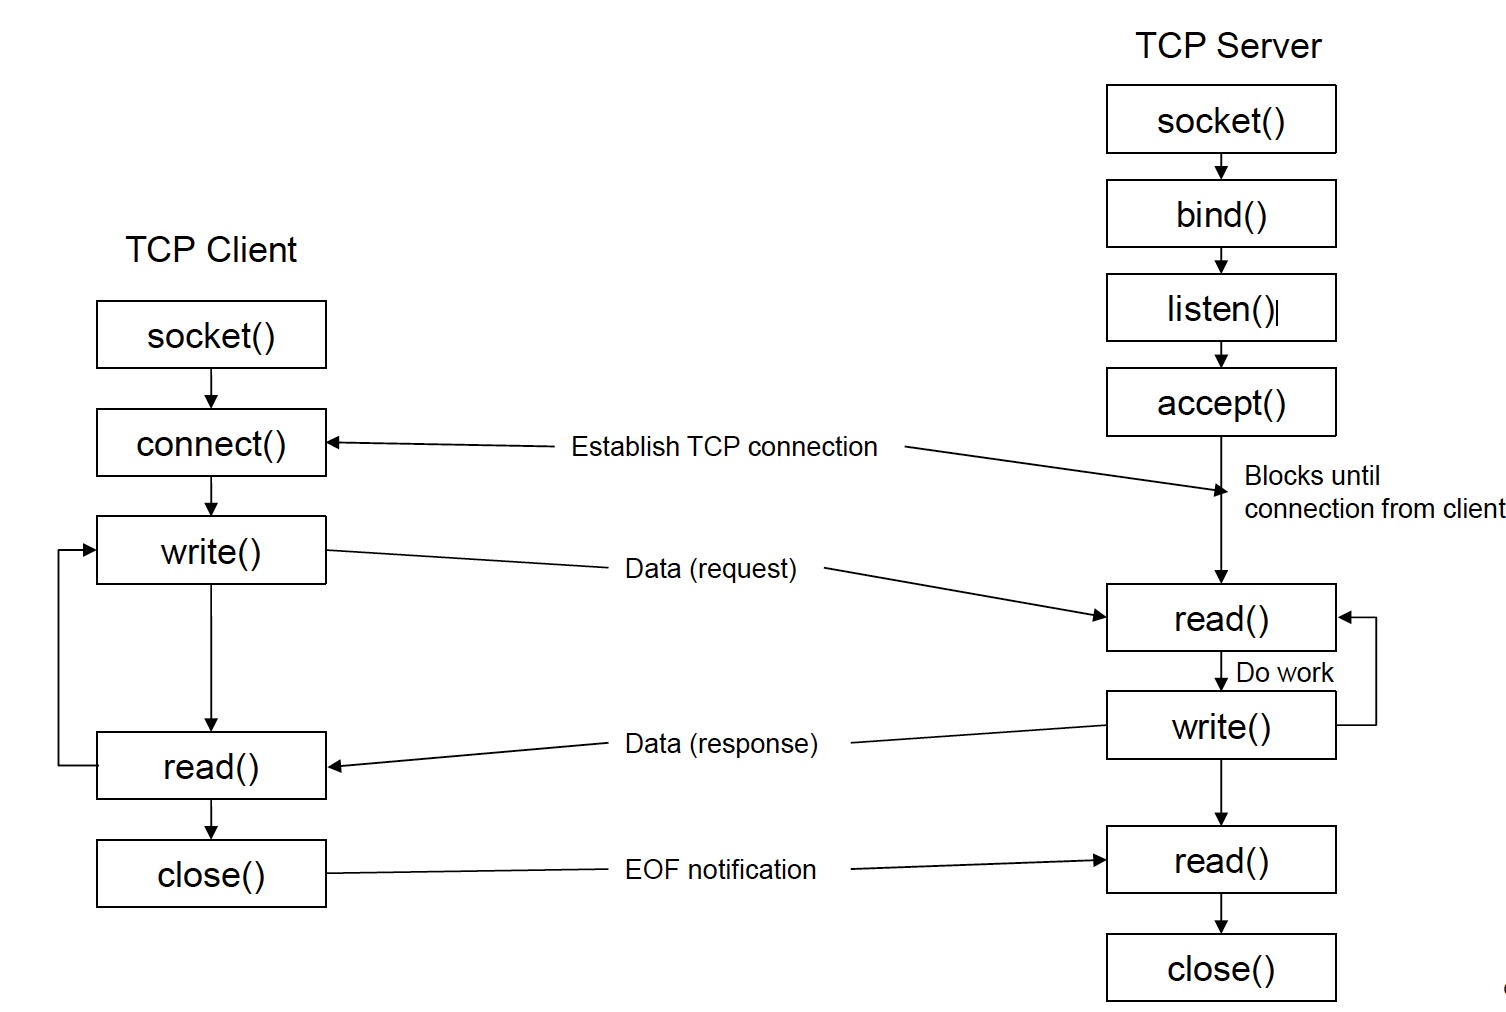 TCP Server
socket()
bind()
TCP Client
listen()
socket()
accept()
connect()
Establish TCP connection
Blocks until
connection from client
write()
Data (request)
read()
Do work
write()
Data (response)
read()
read()
close()
EOF notification
close()